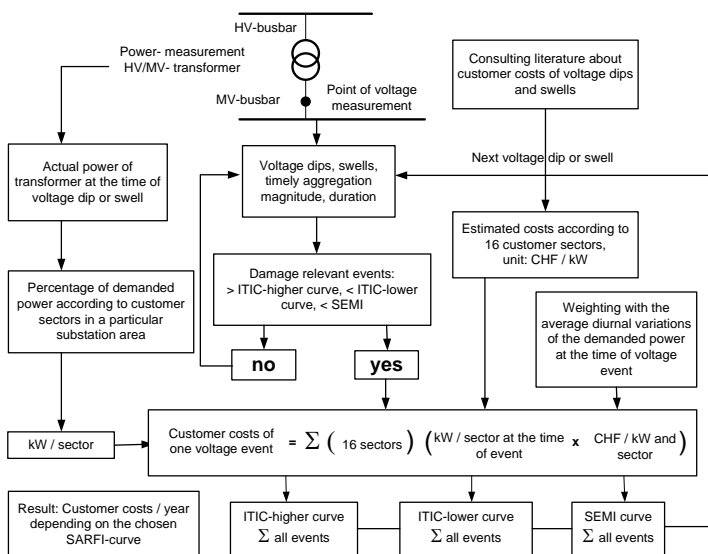 HV-busbar
Power- measurement
HV/MV- transformer
MV-busbar
Point of voltage
measurement
Consulting literature about
customer costs of voltage dips
and swells
Actual power of
transformer at the time of
voltage dip or swell
Voltage dips, swells,
timely aggregation
magnitude, duration
Next voltage dip or swell
Estimated costs according to
16 customer sectors,
unit: CHF / kW
Percentage of demanded
power according to customer
sectors in a particular
substation area
Damage relevant events:
> ITIC-higher curve, < ITIC-lower
curve, < SEMI
Weighting with the
average diurnal variations
of the demanded power
at the time of voltage
event
no
yes
kW / sector
Customer costs of
one voltage event
= Σ ( 16 sectors)
(kW / sector at the time
of event
x
CHF / kW and
sector
)
Result: Customer costs / year
depending on the chosen
SARFI-curve
ITIC-higher curve
Σ all events
ITIC-lower curve
Σ all events
SEMI curve
Σ all events